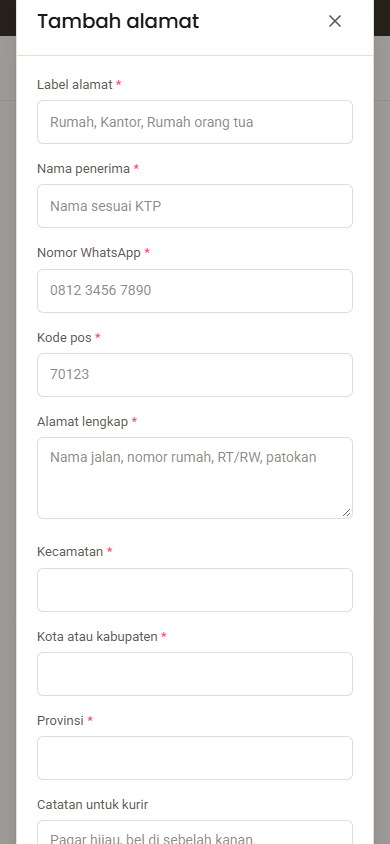 Tambah alamat
Label alamat *
Rumah, Kantor, Rumah orang tua
Nama penerima *
Nama sesuai KTP
Nomor WhatsApp *
0812 3456 7890
Kode pos *
70123
Alamat lengkap *
Nama jalan, nomor rumah, RT/RW, patokan
Kecamatan *
Kota atau kabupaten *
Provinsi *
Catatan untuk kurir
Pagar hijau, bel di sebelah kanan.